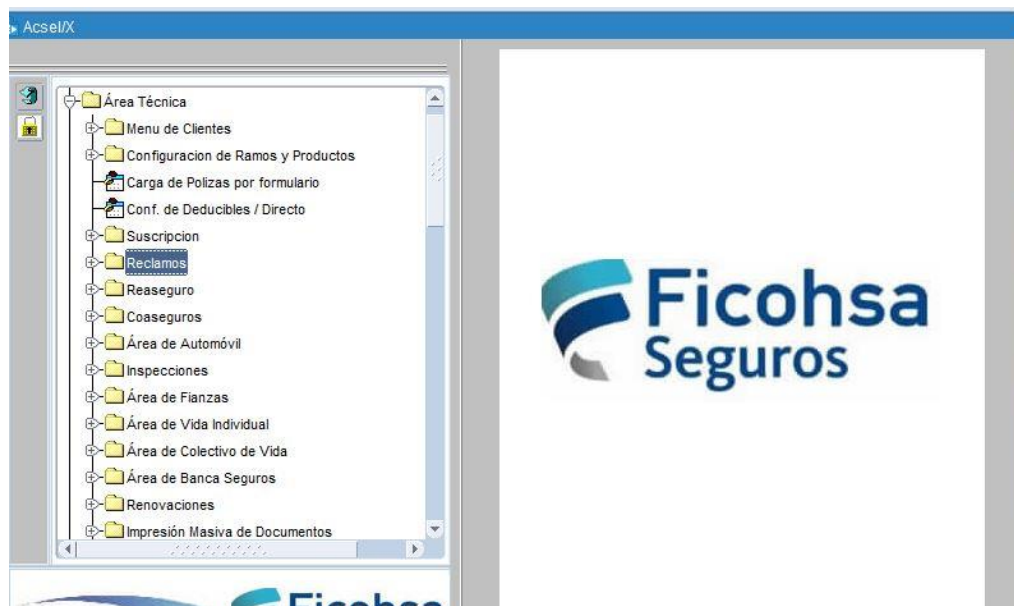 Acsel/X
Área Técnica
Menu de Clientes
Configuracion de Ramos y Productos
Carga de Polizas por formulario
Conf. de Deducibles / Directo
Suscripcion
Reclamos
Reaseguro
Coaseguros
Área de Automóvil
Inspecciones
Área de Fianzas
Área de Vida Individual
Área de Colectivo de Vida
Área de Banca Seguros
Renovaciones
Impresión Masiva de Documentos
Ficohsa
Seguros
Ficohsa